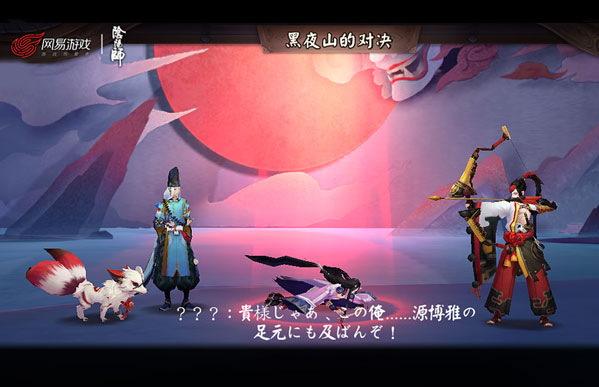 网易游戏
陰陽師
黑夜山的对决
？？？：貴様じゃあ、この俺……源博雅の
足元にも及ばんぞ！